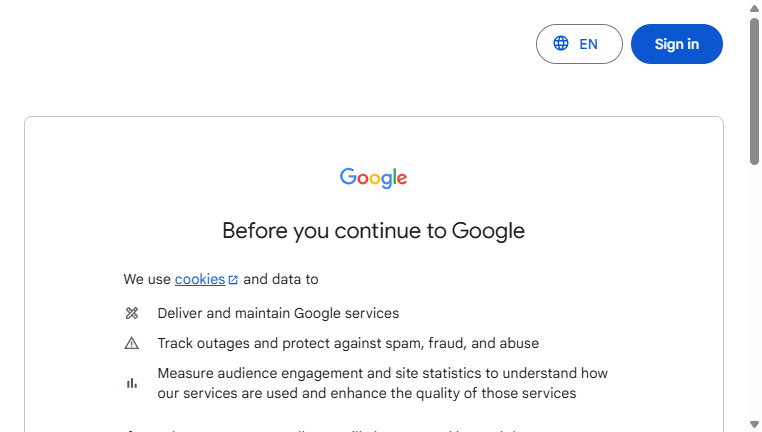 EN
Sign in
Google
Before you continue to Google
We use cookies and data to
Deliver and maintain Google services
Track outages and protect against spam, fraud, and abuse
Measure audience engagement and site statistics to understand how
our services are used and enhance the quality of those services